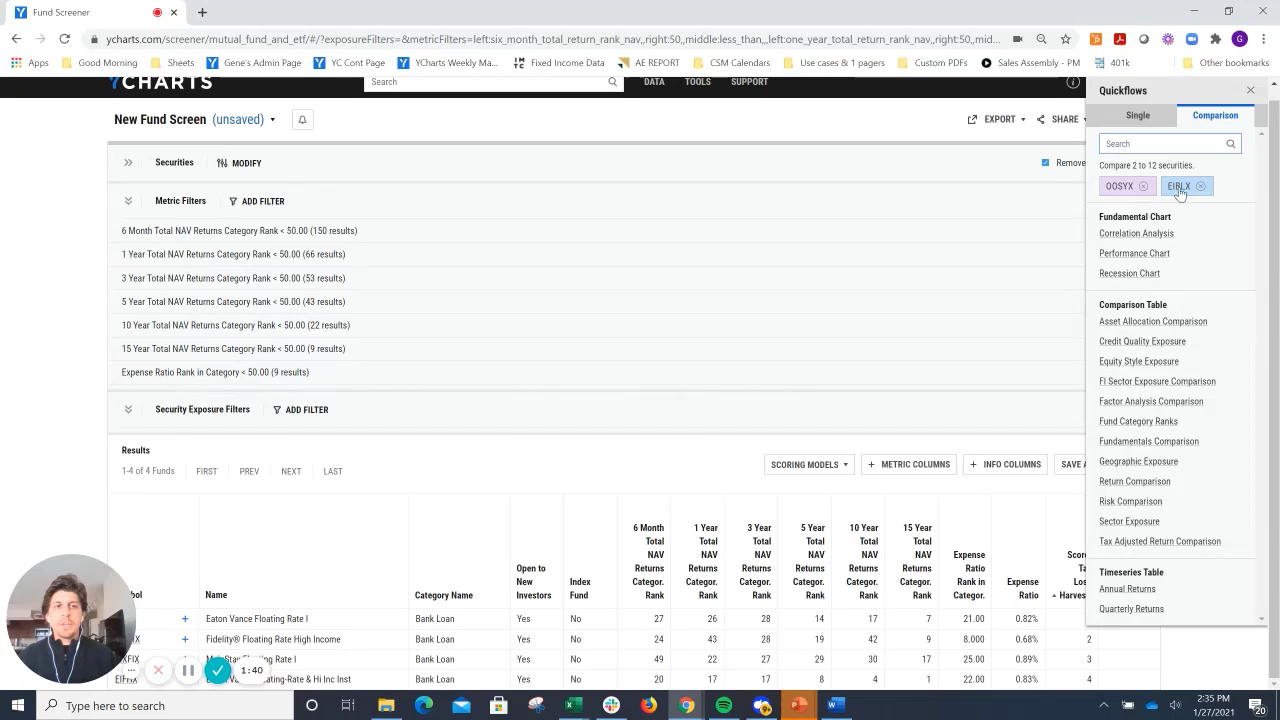 Fund Screener
ycharts.com/screener/mutual_fund_and_etf/#/?exposureFilters=&metricFilters=left:six_month_total_return_rank_nav,,right:50,,middle:less_than,,,left:one_year_total_return_rank_nav,,right:50,,mid...
Apps
Good Morning
Sheets
Gene's Admin Page
YC Cont Page
YCharts Weekly Ma...
Fixed Income Data
AE REPORT
CSM Calendars
Use cases & 1 pagers
Custom PDFs
Sales Assembly - PM
401k
Other bookmarks
YCHARTS
Search
DATA
TOOLS
SUPPORT
New Fund Screen (unsaved)
EXPORT
SHARE
Securities
MODIFY
Remove
Metric Filters
ADD FILTER
6 Month Total NAV Returns Category Rank < 50.00 (150 results)
1 Year Total NAV Returns Category Rank < 50.00 (66 results)
3 Year Total NAV Returns Category Rank < 50.00 (53 results)
5 Year Total NAV Returns Category Rank < 50.00 (43 results)
10 Year Total NAV Returns Category Rank < 50.00 (22 results)
15 Year Total NAV Returns Category Rank < 50.00 (9 results)
Expense Ratio Rank in Category < 50.00 (9 results)
Security Exposure Filters
ADD FILTER
Results
1-4 of 4 Funds
FIRST
PREV
NEXT
LAST
SCORING MODELS
+ METRIC COLUMNS
+ INFO COLUMNS
SAVE A
Name
Category Name
Open to New Investors
Index Fund
6 Month Total NAV Returns Categor. Rank
1 Year Total NAV Returns Categor. Rank
3 Year Total NAV Returns Categor. Rank
5 Year Total NAV Returns Categor. Rank
10 Year Total NAV Returns Categor. Rank
15 Year Total NAV Returns Categor. Rank
Expense Ratio Rank in Categor.
Expense Ratio
Eaton Vance Floating Rate I Bank Loan Yes No 27 26 28 14 17 7 21.00 0.82%
Fidelity® Floating Rate High Income Bank Loan Yes No 24 43 28 19 42 9 8.000 0.68% 2
Rate I Bank Loan Yes No 49 22 27 29 30 17 25.00 0.89% 3
Floating-Rate & Hi Inc Inst Bank Loan Yes No 20 17 17 8 4 1 22.00 0.83% 4
1:40
Quickflows
Single
Comparison
Search
Compare 2 to 12 securities.
OOSYX
EIBLX
Fundamental Chart
Correlation Analysis
Performance Chart
Recession Chart
Comparison Table
Asset Allocation Comparison
Credit Quality Exposure
Equity Style Exposure
FI Sector Exposure Comparison
Factor Analysis Comparison
Fund Category Ranks
Fundamentals Comparison
Geographic Exposure
Return Comparison
Risk Comparison
Sector Exposure
Tax Adjusted Return Comparison
Timeseries Table
Annual Returns
Quarterly Returns
Type here to search
2:35 PM
1/27/2021